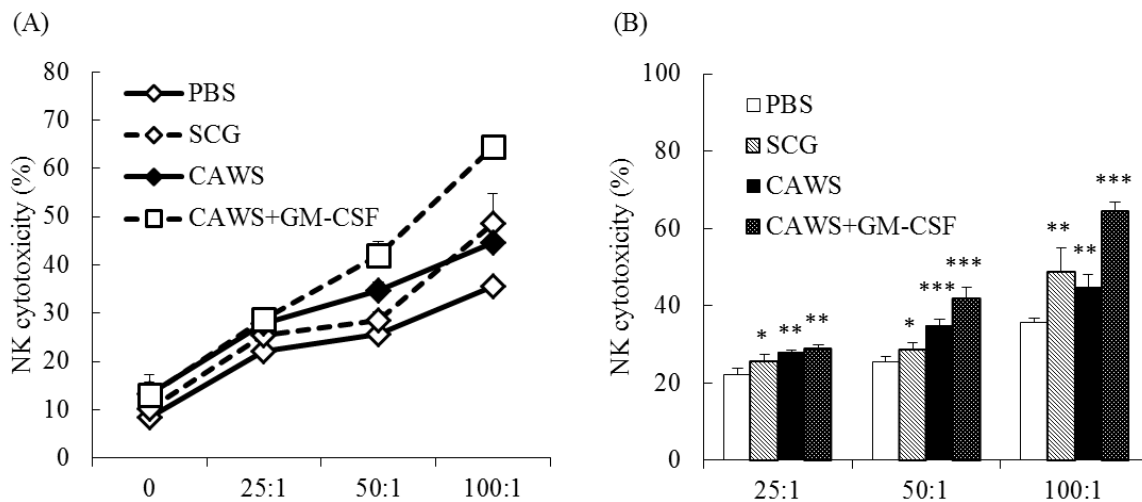 (A)
NK cytotoxicity (%)
80
70
60
50
40
30
20
10
0
PBS
SCG
CAWS
CAWS+GM-CSF
0 25:1 50:1 100:1
(B)
NK cytotoxicity (%)
100
80
60
40
20
0
PBS
SCG
CAWS
CAWS+GM-CSF
* ** **
* *** ***
** ** ***
25:1 50:1 100:1